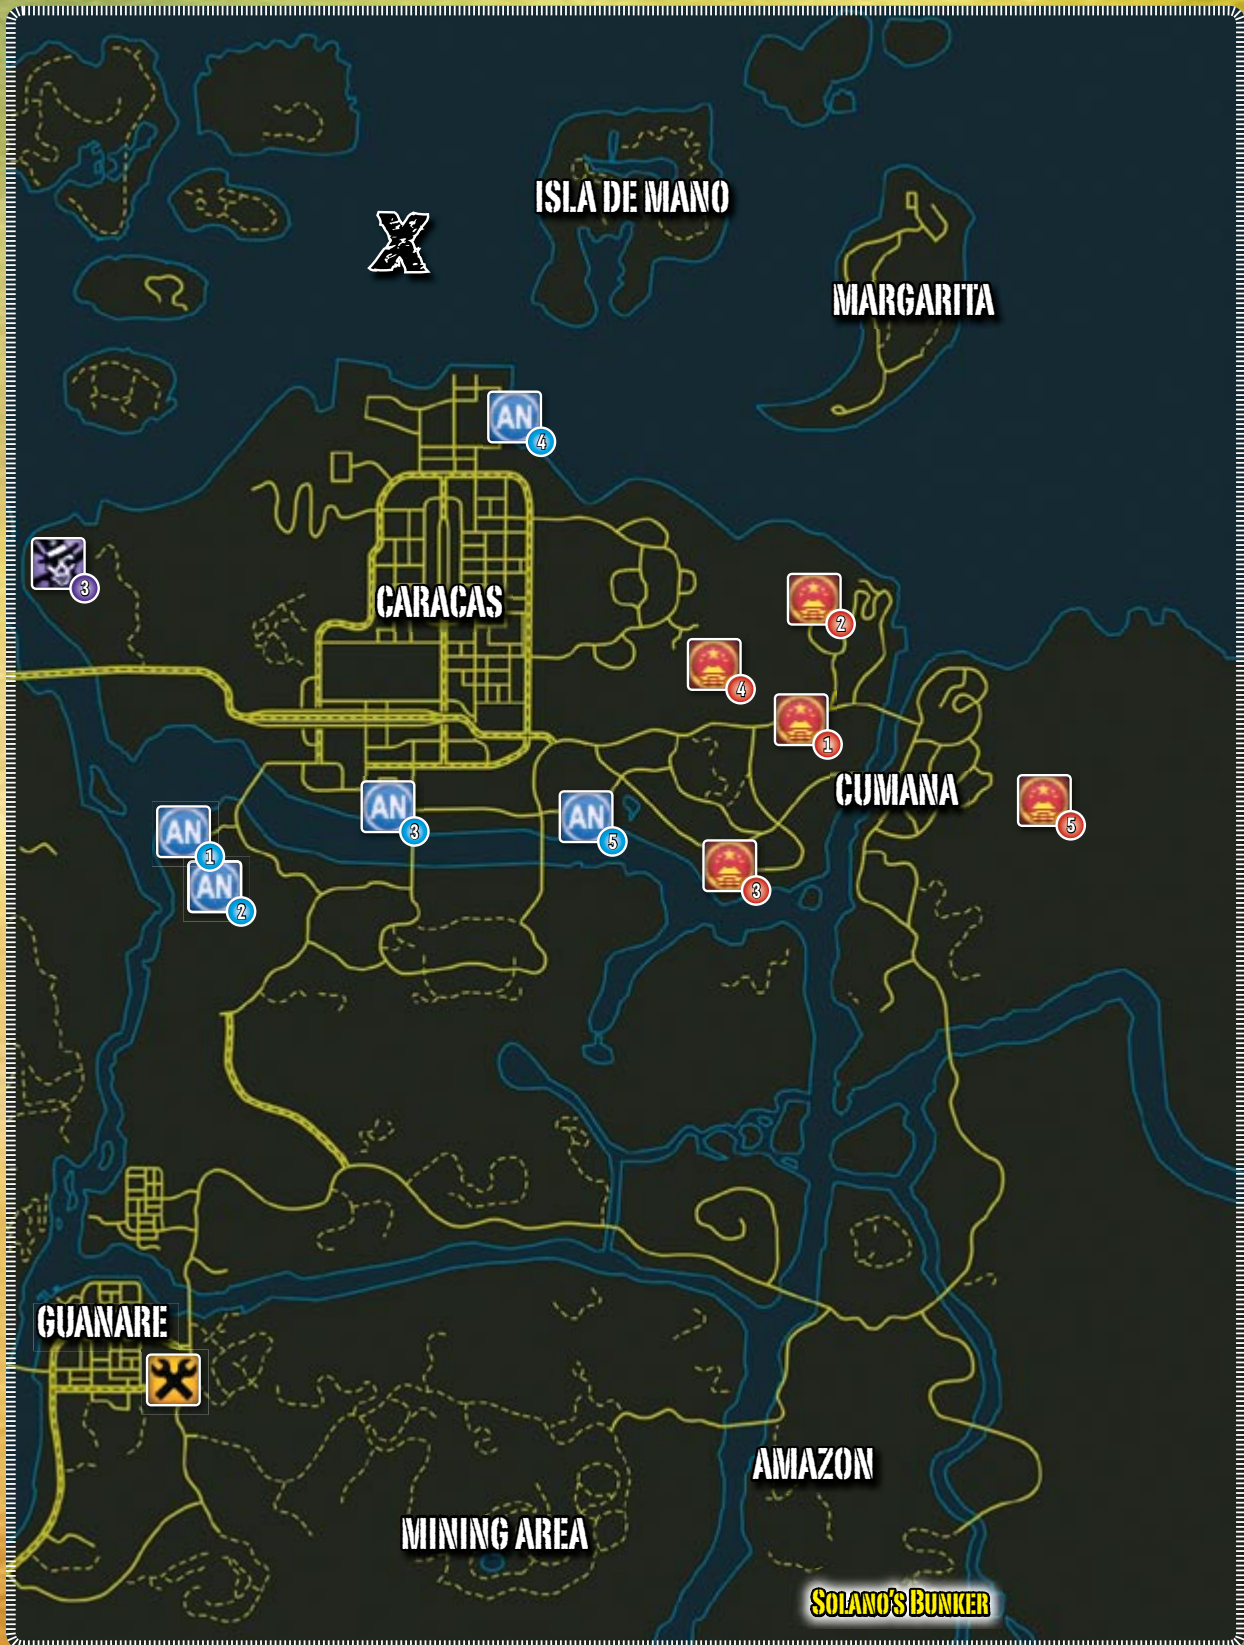 ISLA DE MANO
X
MARGARITA
AN
4
3
CARACAS
2
4
1
CUMANA
5
AN
3
AN
5
AN
1
AN
2
3
GUANARE
AMAZON
MINING AREA
SOLANO'S BUNKER